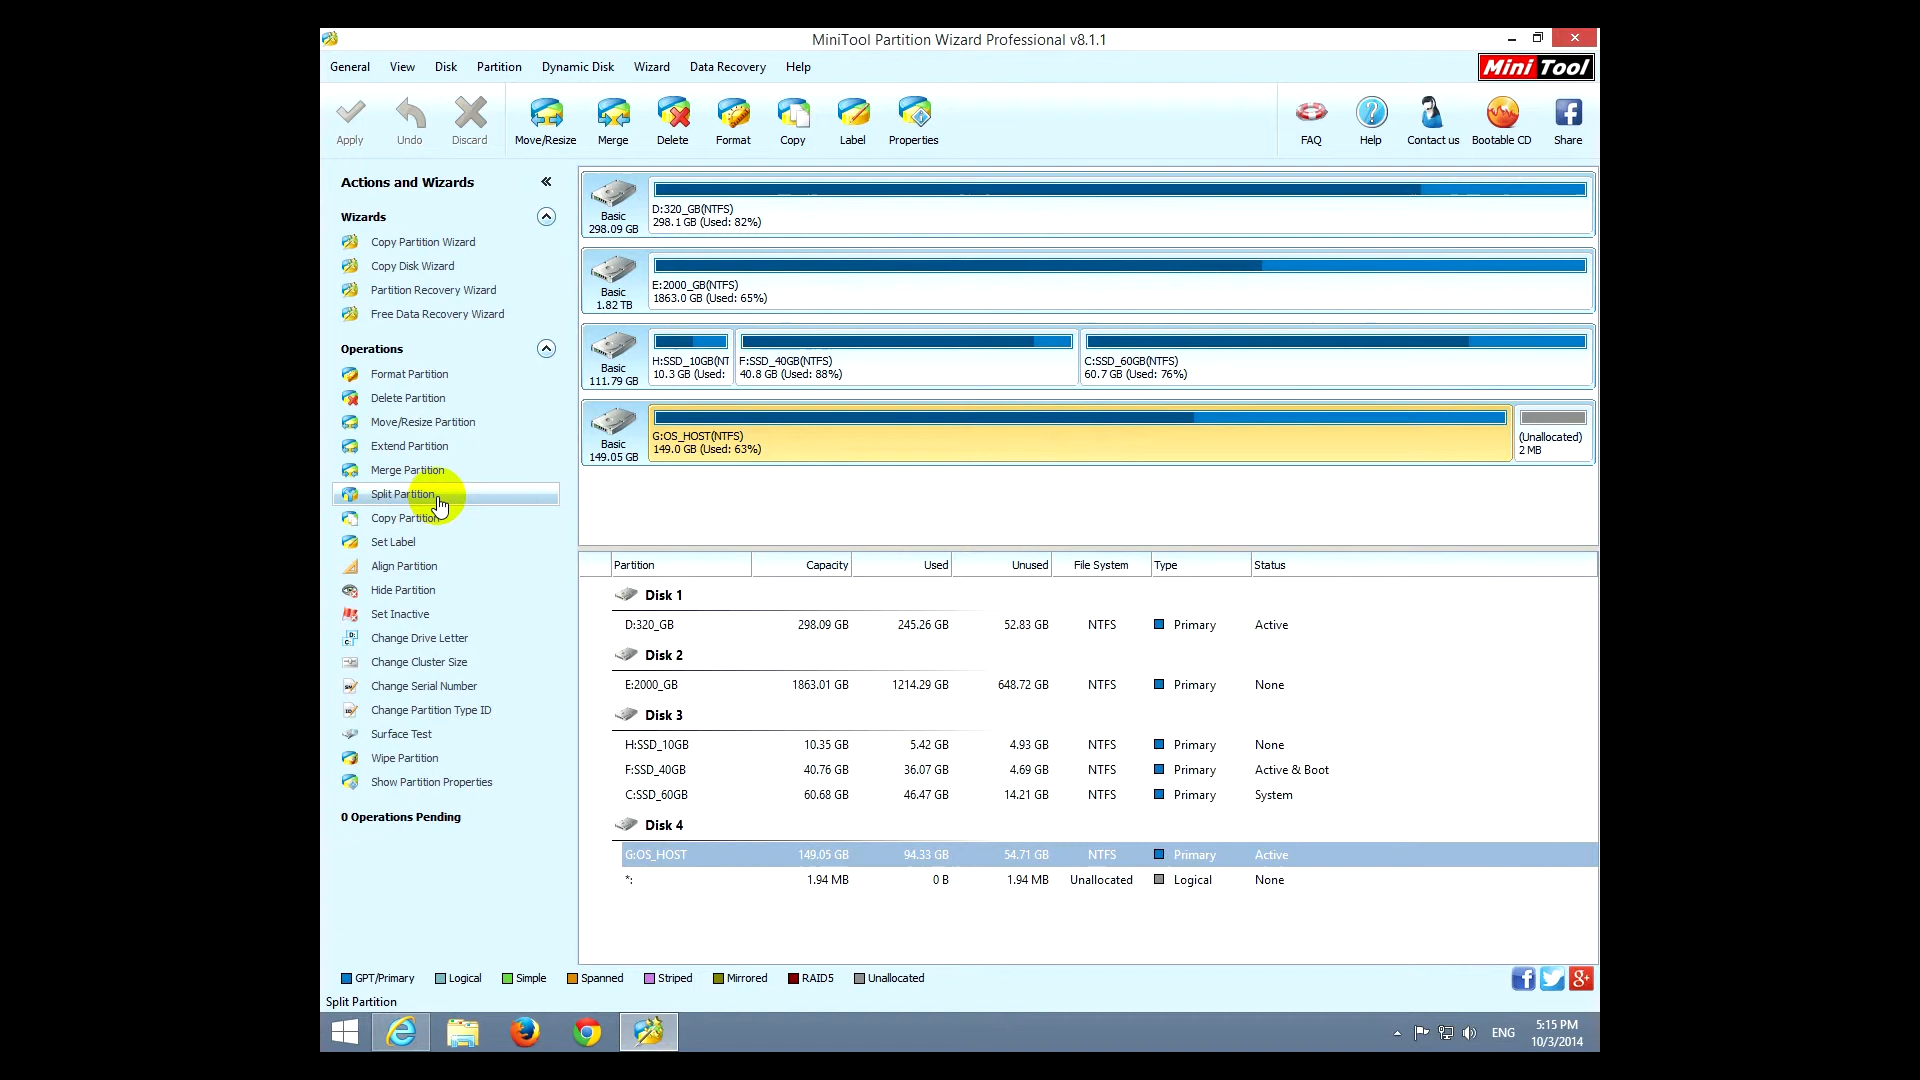 MiniTool Partition Wizard Professional v8.1.1
General View Disk Partition Dynamic Disk Wizard Data Recovery Help
Mini Tool
Apply Undo Discard Move/Resize Merge Delete Format Copy Label Properties FAQ Help Contact us Bootable CD Share
Actions and Wizards
Wizards
Copy Partition Wizard
Copy Disk Wizard
Partition Recovery Wizard
Free Data Recovery Wizard
Operations
Format Partition
Delete Partition
Move/Resize Partition
Extend Partition
Merge Partition
Split Partition
Copy Partition
Set Label
Align Partition
Hide Partition
Set Inactive
Change Drive Letter
Change Cluster Size
Change Serial Number
Change Partition Type ID
Surface Test
Wipe Partition
Show Partition Properties
0 Operations Pending
Basic
298.09 GB
D:320_GB(NTFS)
298.1 GB (Used: 82%)
Basic
1.82 TB
E:2000_GB(NTFS)
1863.0 GB (Used: 65%)
Basic
111.79 GB
H:SSD_10GB(NT
10.3 GB (Used:
F:SSD_40GB(NTFS)
40.8 GB (Used: 88%)
C:SSD_60GB(NTFS)
60.7 GB (Used: 76%)
Basic
149.05 GB
G:OS_HOST(NTFS)
149.0 GB (Used: 63%)
(Unallocated)
2 MB
Partition Capacity Used Unused File System Type Status
Disk 1
D:320_GB 298.09 GB 245.26 GB 52.83 GB NTFS Primary Active
Disk 2
E:2000_GB 1863.01 GB 1214.29 GB 648.72 GB NTFS Primary None
Disk 3
H:SSD_10GB 10.35 GB 5.42 GB 4.93 GB NTFS Primary None
F:SSD_40GB 40.76 GB 36.07 GB 4.69 GB NTFS Primary Active & Boot
C:SSD_60GB 60.68 GB 46.47 GB 14.21 GB NTFS Primary System
Disk 4
G:OS_HOST 149.05 GB 94.33 GB 54.71 GB NTFS Primary Active
*: 1.94 MB 0 B 1.94 MB Unallocated Logical None
GPT/Primary Logical Simple Spanned Striped Mirrored RAID5 Unallocated
Split Partition
ENG
5:15 PM
10/3/2014